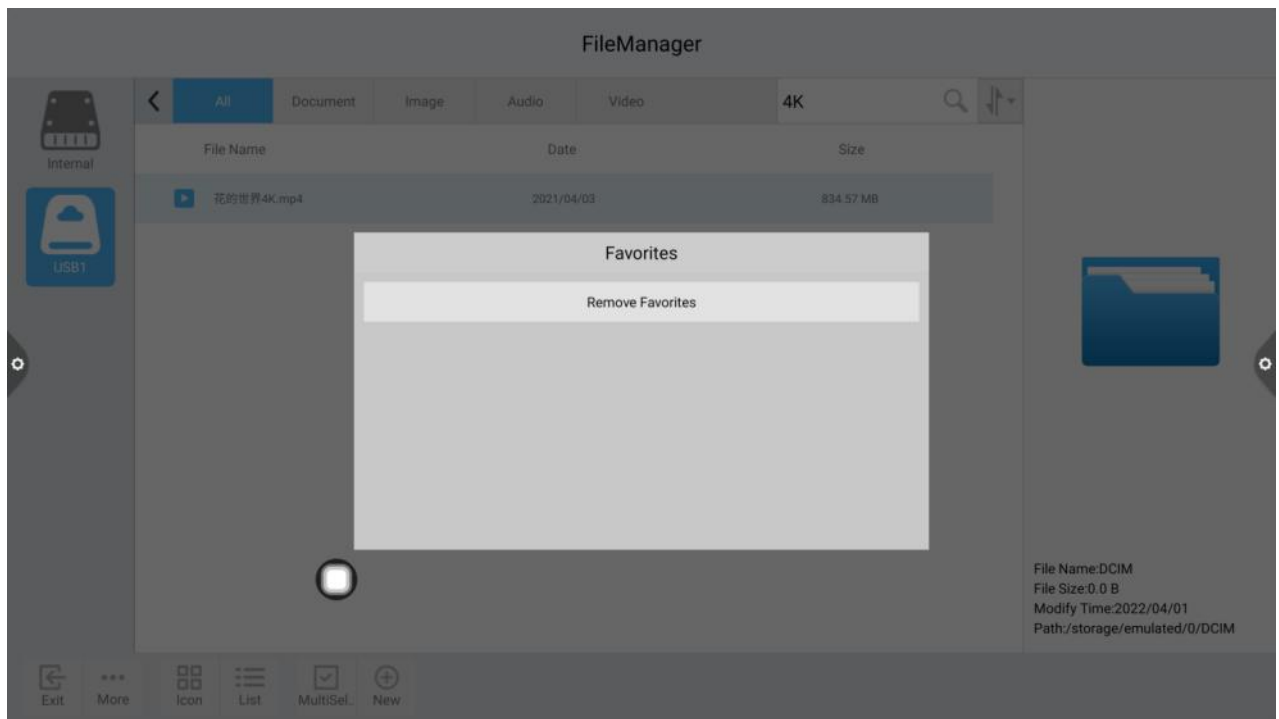 FileManager
All Document Image Audio Video 4K
Internal
File Name Date Size
花的世界4K.mp4 2021/04/03 834.57 MB
USB1
Favorites
Remove Favorites
File Name:DCIM
File Size:0.0 B
Modify Time:2022/04/01
Path:/storage/emulated/0/DCIM
Exit More Icon List MultiSel.. New